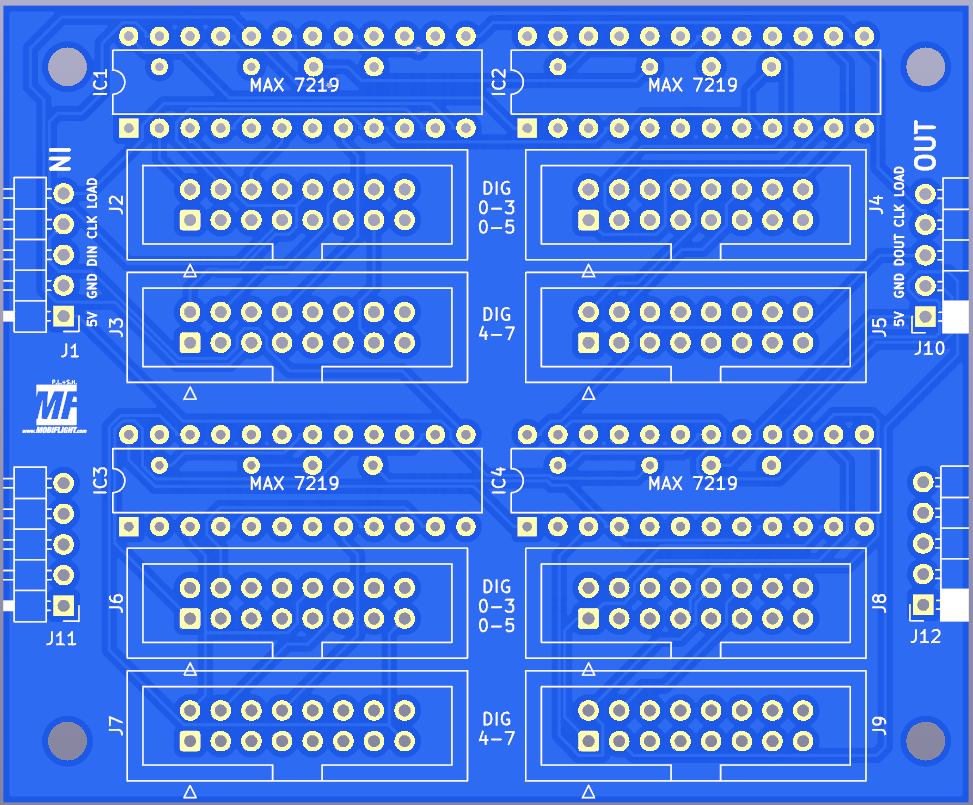 IC1
MAX 7219
IC2
MAX 7219
IN
OUT
LOAD
CLK
DIN
GND
5V
J1
J2
DIG
0-3
0-5
J4
LOAD
CLK
DOUT
GND
5V
J10
J3
DIG
4-7
J5
P.L+S.H.
MF
www.MOBIFLIGHT.com
IC3
MAX 7219
IC4
MAX 7219
J11
J6
DIG
0-3
0-5
J8
J12
J7
DIG
4-7
J9